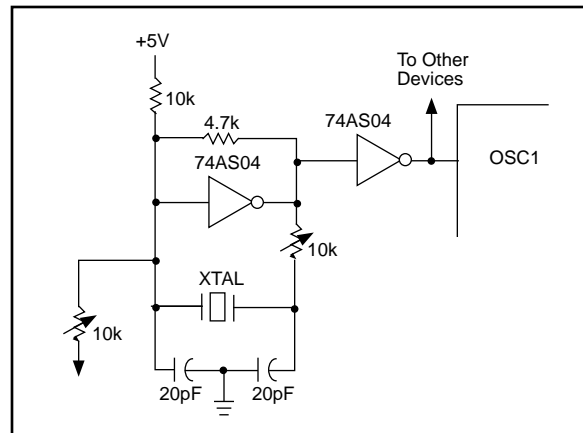 +5V
To Other
Devices
10k
4.7k
74AS04
74AS04
OSC1
10k
XTAL
10k
20pF
20pF